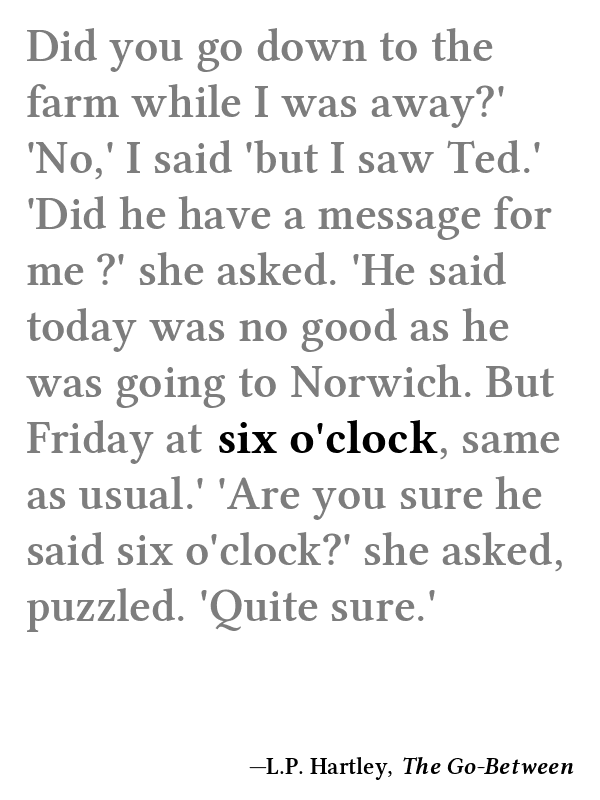 Did you go down to the
farm while I was away?'
'No,' I said 'but I saw Ted.'
'Did he have a message for
me ?' she asked. 'He said
today was no good as he
was going to Norwich. But
Friday at six o'clock, same
as usual.' 'Are you sure he
said six o'clock?' she asked,
puzzled. 'Quite sure.'
—L.P. Hartley, The Go-Between